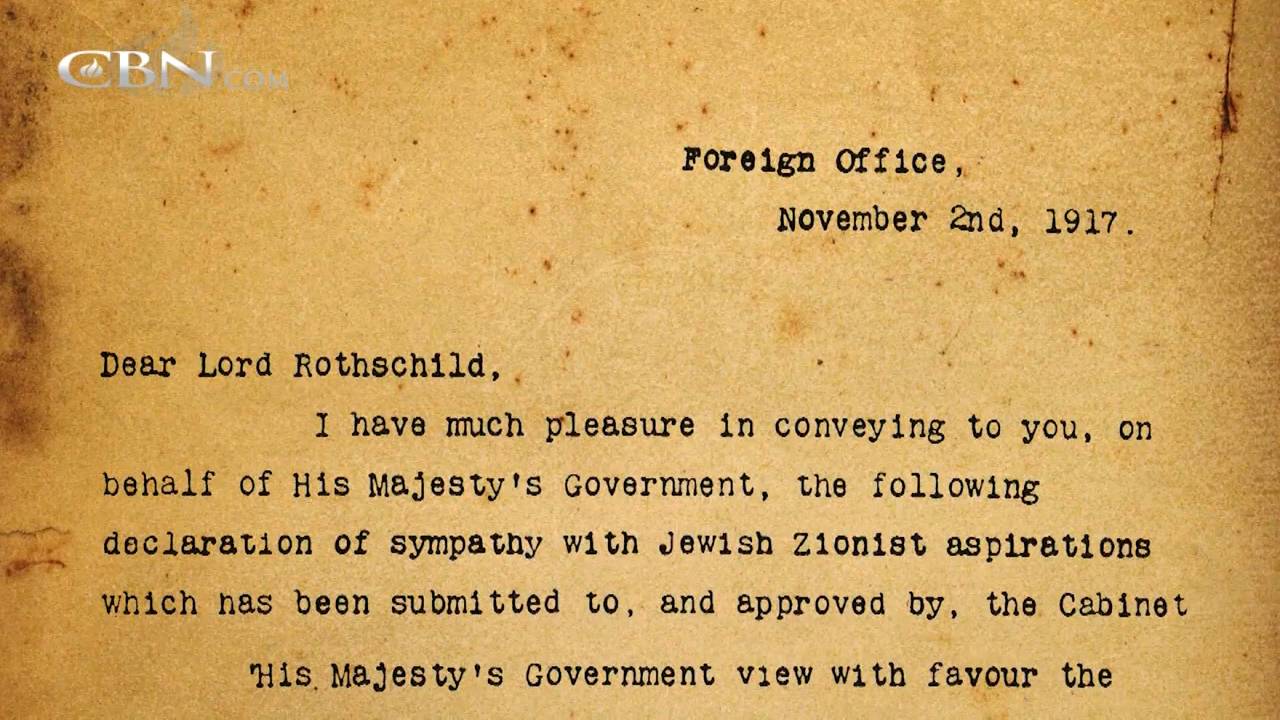 CBN.COM
Foreign Office,
November 2nd, 1917.
Dear Lord Rothschild,
I have much pleasure in conveying to you, on
behalf of His Majesty's Government, the following
declaration of sympathy with Jewish Zionist aspirations
which has been submitted to, and approved by, the Cabinet
"His Majesty's Government view with favour the